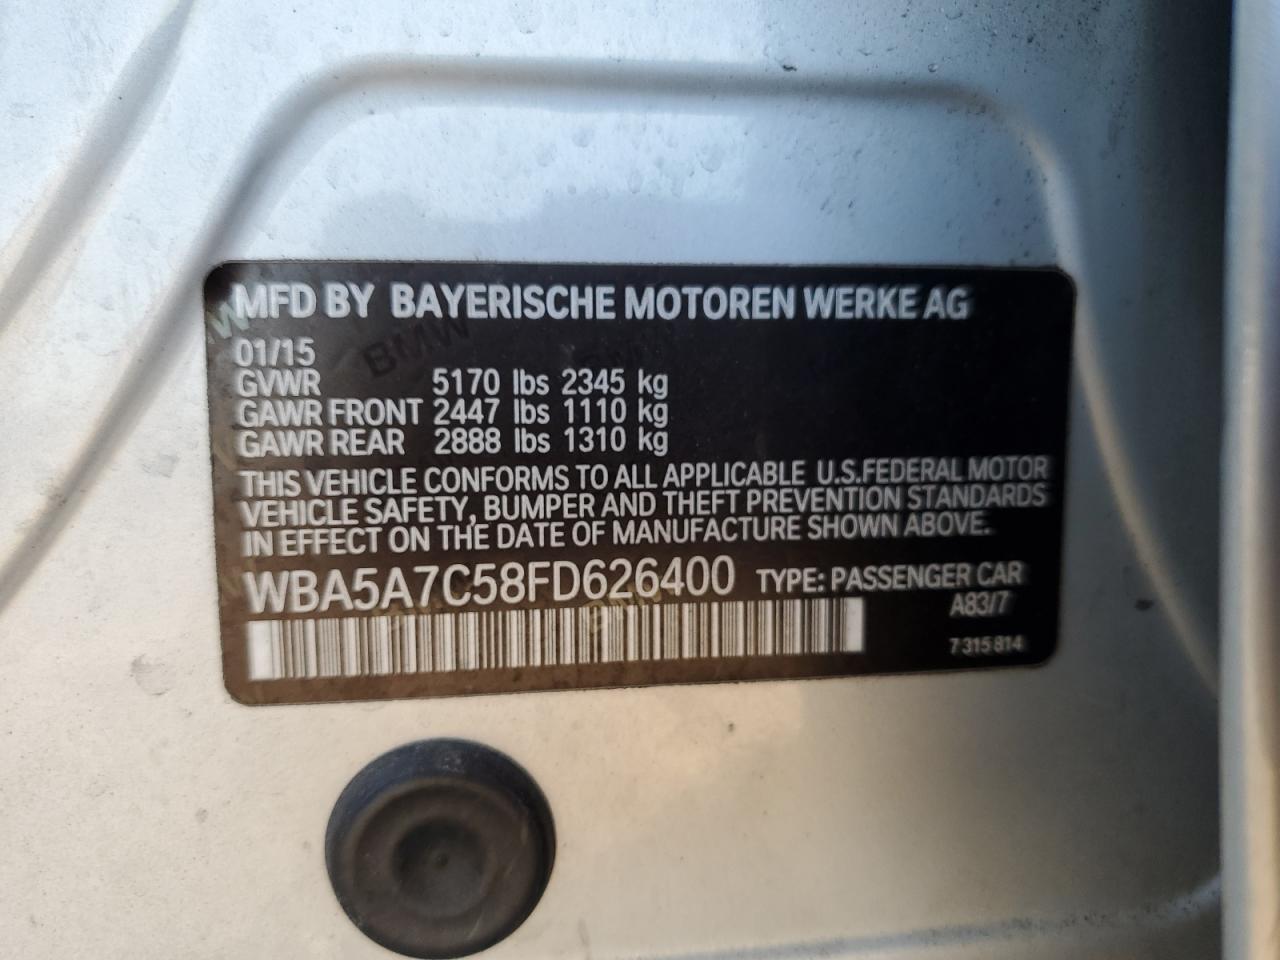 MFD BY BAYERISCHE MOTOREN WERKE AG
01/15
GVWR 5170 lbs 2345 kg
GAWR FRONT 2447 lbs 1110 kg
GAWR REAR 2888 lbs 1310 kg
THIS VEHICLE CONFORMS TO ALL APPLICABLE U.S.FEDERAL MOTOR
VEHICLE SAFETY, BUMPER AND THEFT PREVENTION STANDARDS
IN EFFECT ON THE DATE OF MANUFACTURE SHOWN ABOVE.
WBA5A7C58FD626400 TYPE: PASSENGER CAR
A83/7
7 315 814
BMW